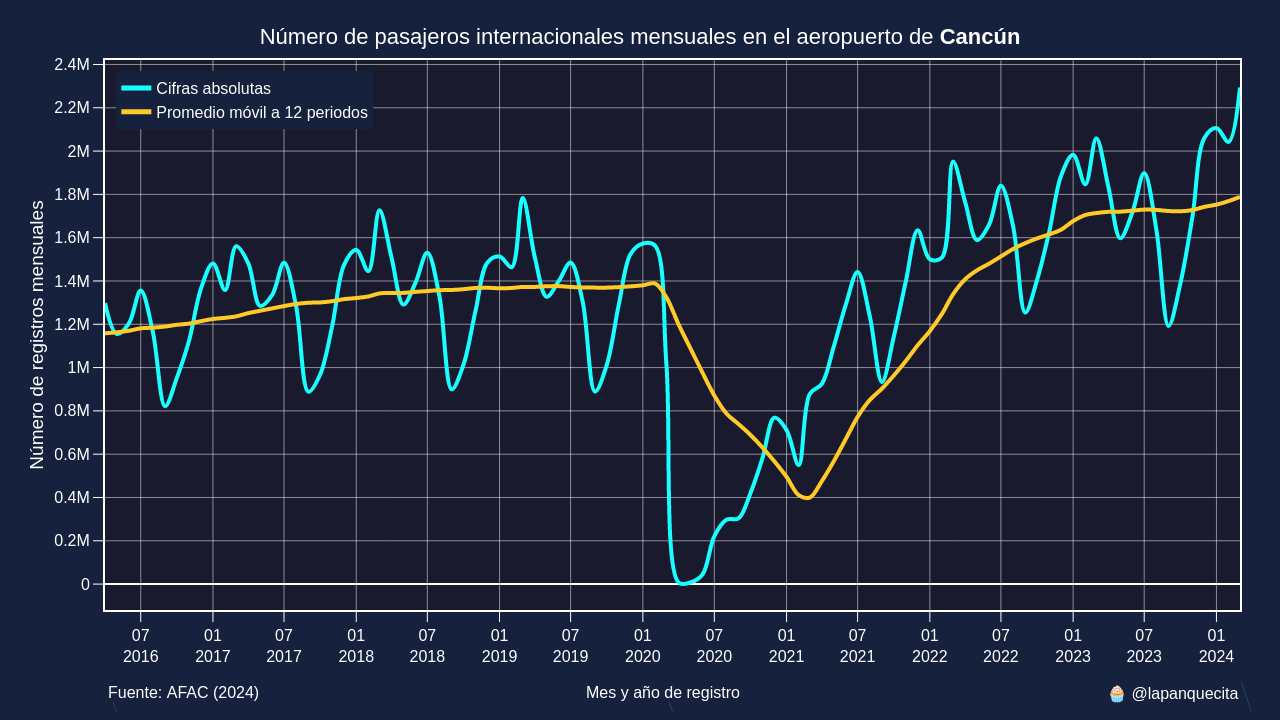 Número de pasajeros internacionales mensuales en el aeropuerto de Cancún
Cifras absolutas
Promedio móvil a 12 periodos
Número de registros mensuales
2.4M
2.2M
2M
1.8M
1.6M
1.4M
1.2M
1M
0.8M
0.6M
0.4M
0.2M
0
07 01 07 01 07 01 07 01 07 01 07 01 07 01 07 01
2016 2017 2017 2018 2018 2019 2019 2020 2020 2021 2021 2022 2022 2023 2023 2024
Fuente: AFAC (2024) Mes y año de registro 🧁 @lapanquecita